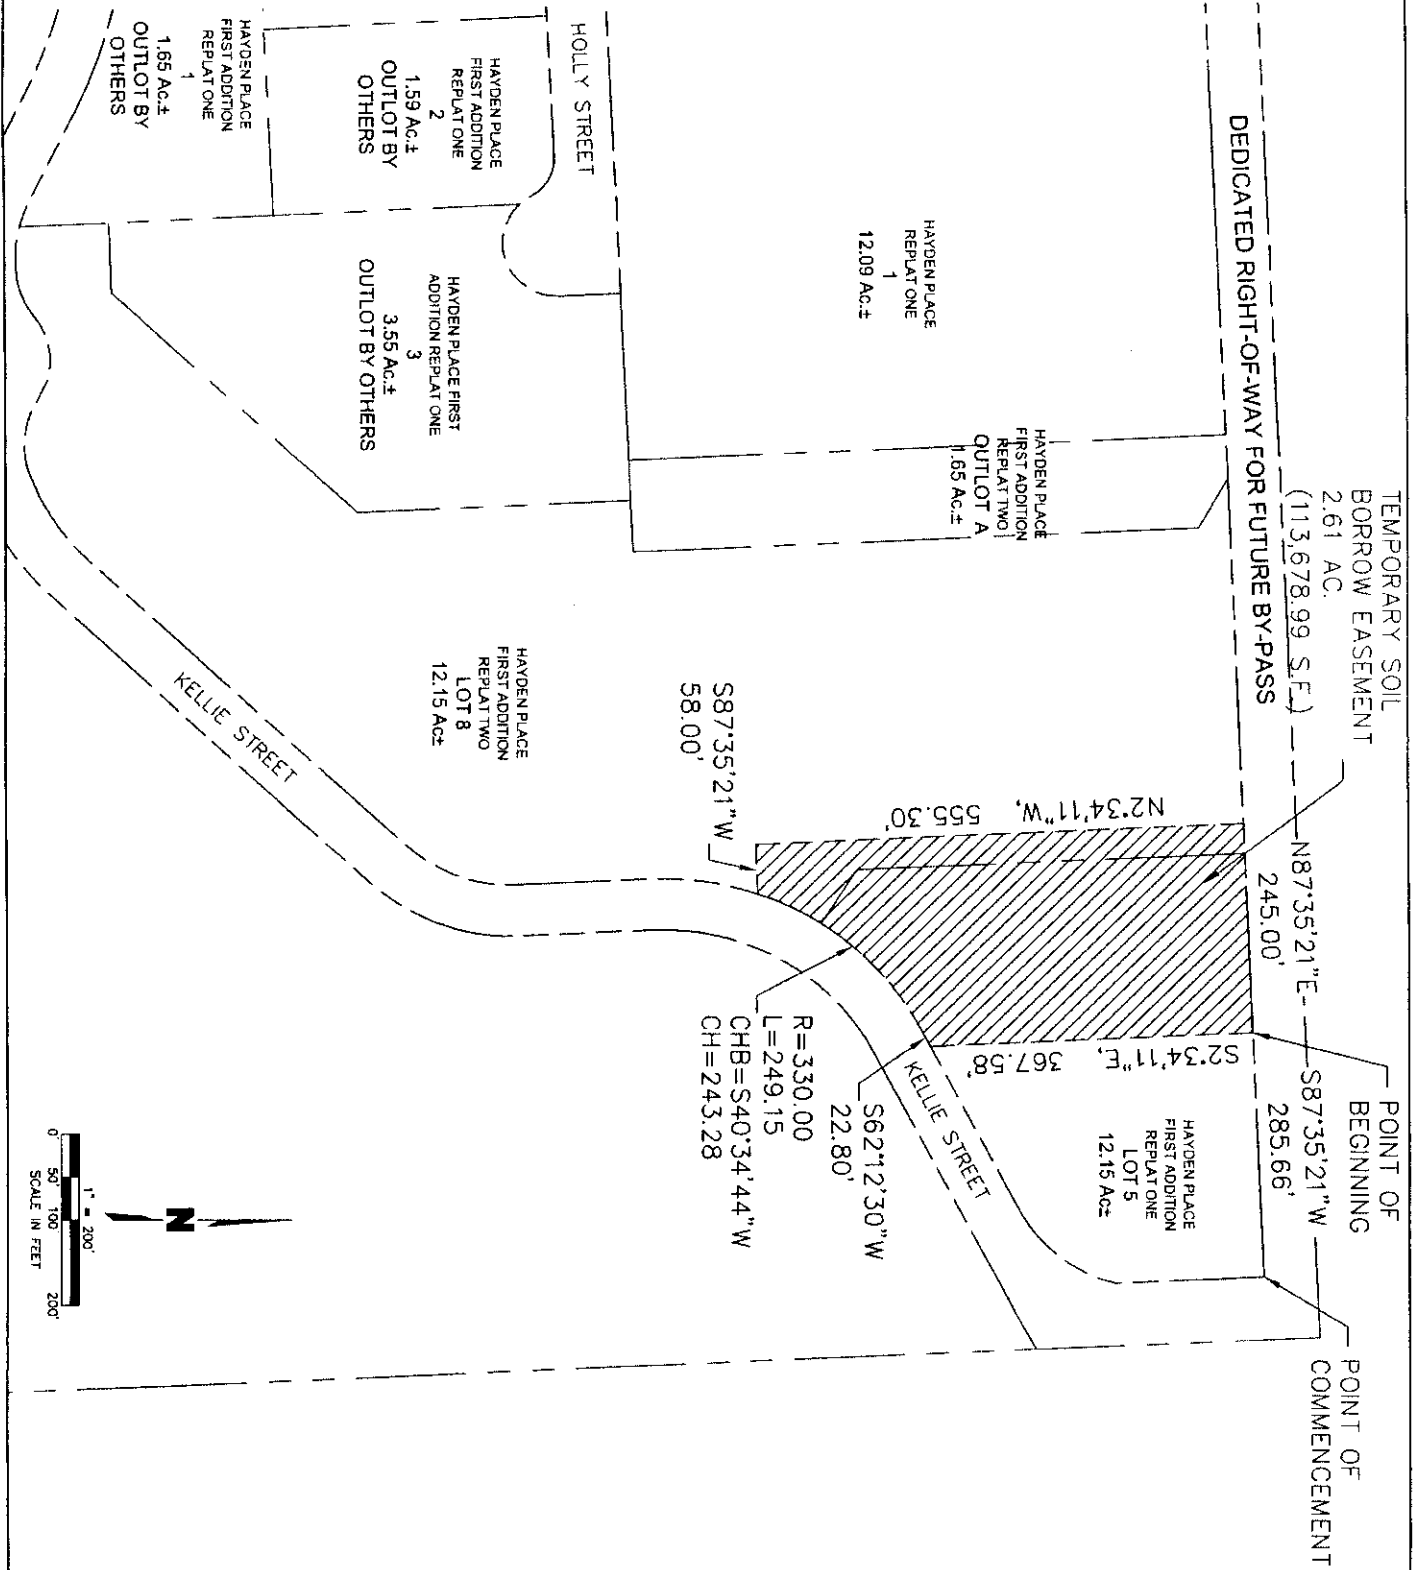 TEMPORARY SOIL
BORROW EASEMENT
2.61 AC.
(113,678.99 S.F.)
POINT OF
BEGINNING
POINT OF
COMMENCEMENT
DEDICATED RIGHT-OF-WAY FOR FUTURE BY-PASS
N87°35'21"E
245.00'
S87°35'21"W
285.66'
N2°34'11"W, 555.30'
S2°34'11"E, 367.58'
S87°35'21"W
58.00'
S62°12'30"W
22.80'
R=330.00
L=249.15
CHB=S40°34'44"W
CH=243.28
HAYDEN PLACE
FIRST ADDITION
REPLAT ONE
LOT 5
12.15 Ac±
KELLIE STREET
HAYDEN PLACE
REPLAT ONE
1
12.09 Ac.±
HAYDEN PLACE
FIRST ADDITION
REPLAT TWO
OUTLOT A
1.65 Ac.±
HOLLY STREET
HAYDEN PLACE
FIRST ADDITION
REPLAT ONE
2
1.59 Ac.±
OUTLOT BY
OTHERS
HAYDEN PLACE
FIRST ADDITION
REPLAT ONE
1
1.65 Ac.±
OUTLOT BY
OTHERS
HAYDEN PLACE FIRST
ADDITION REPLAT ONE
3
3.55 Ac.±
OUTLOT BY OTHERS
HAYDEN PLACE
FIRST ADDITION
REPLAT TWO
LOT 8
12.15 Ac±
KELLIE STREET
N
1" = 200'
0' 50' 100' 200'
SCALE IN FEET